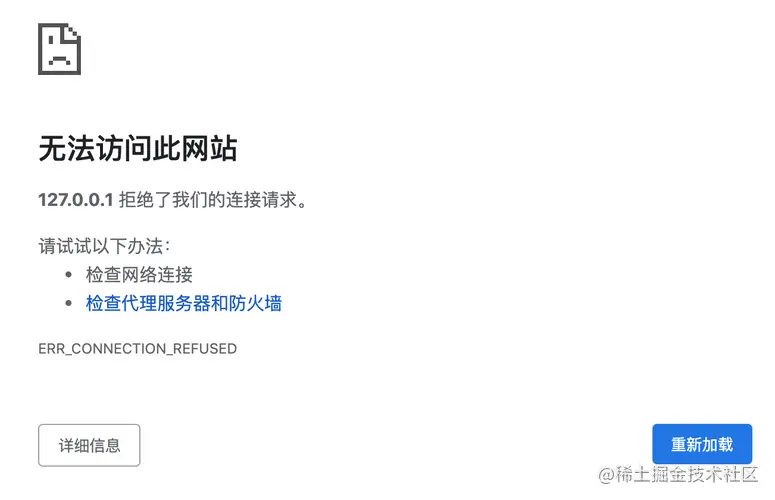 无法访问此网站
127.0.0.1 拒绝了我们的连接请求。
请试试以下办法：
检查网络连接
检查代理服务器和防火墙
ERR_CONNECTION_REFUSED
详细信息
重新加载
@稀土掘金技术社区